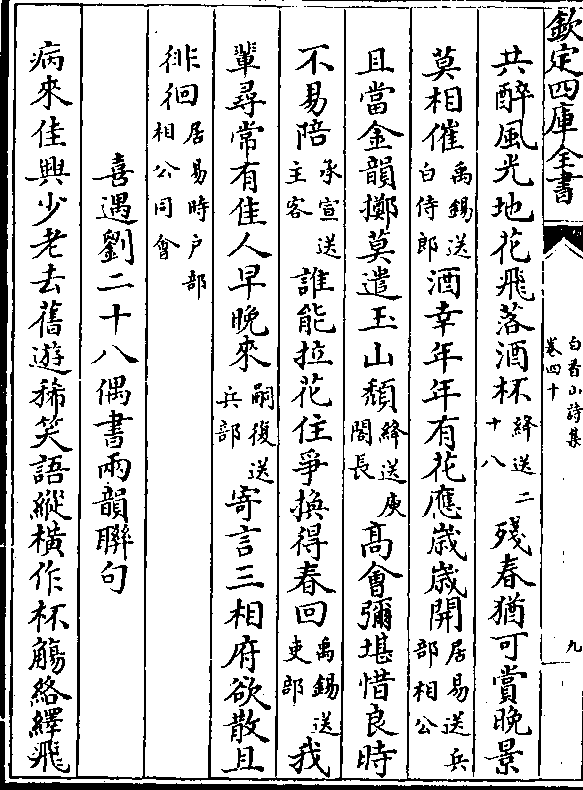 欽定四庫全書
白香山詩集
卷四十
九
共醉風光地花飛落酒杯絳送二十八殘春猶可賞晚景
莫相催禹錫送白侍郎酒幸年年有花應歲歲開居易送兵部相公
且當金韻擲莫遣玉山頹絳送庾閣長髙會彌堪惜良時
不易陪承宣送主客誰能拉花住爭換得春回禹錫送吏部我
輩尋常有佳人早晚來嗣復送兵部寄言三相府欲散且
徘徊居易時户部相公同會
喜遇劉二十八偶書兩韻聯句
病來佳興少老去舊遊稀笑語縱橫作杯觴絡繹飛